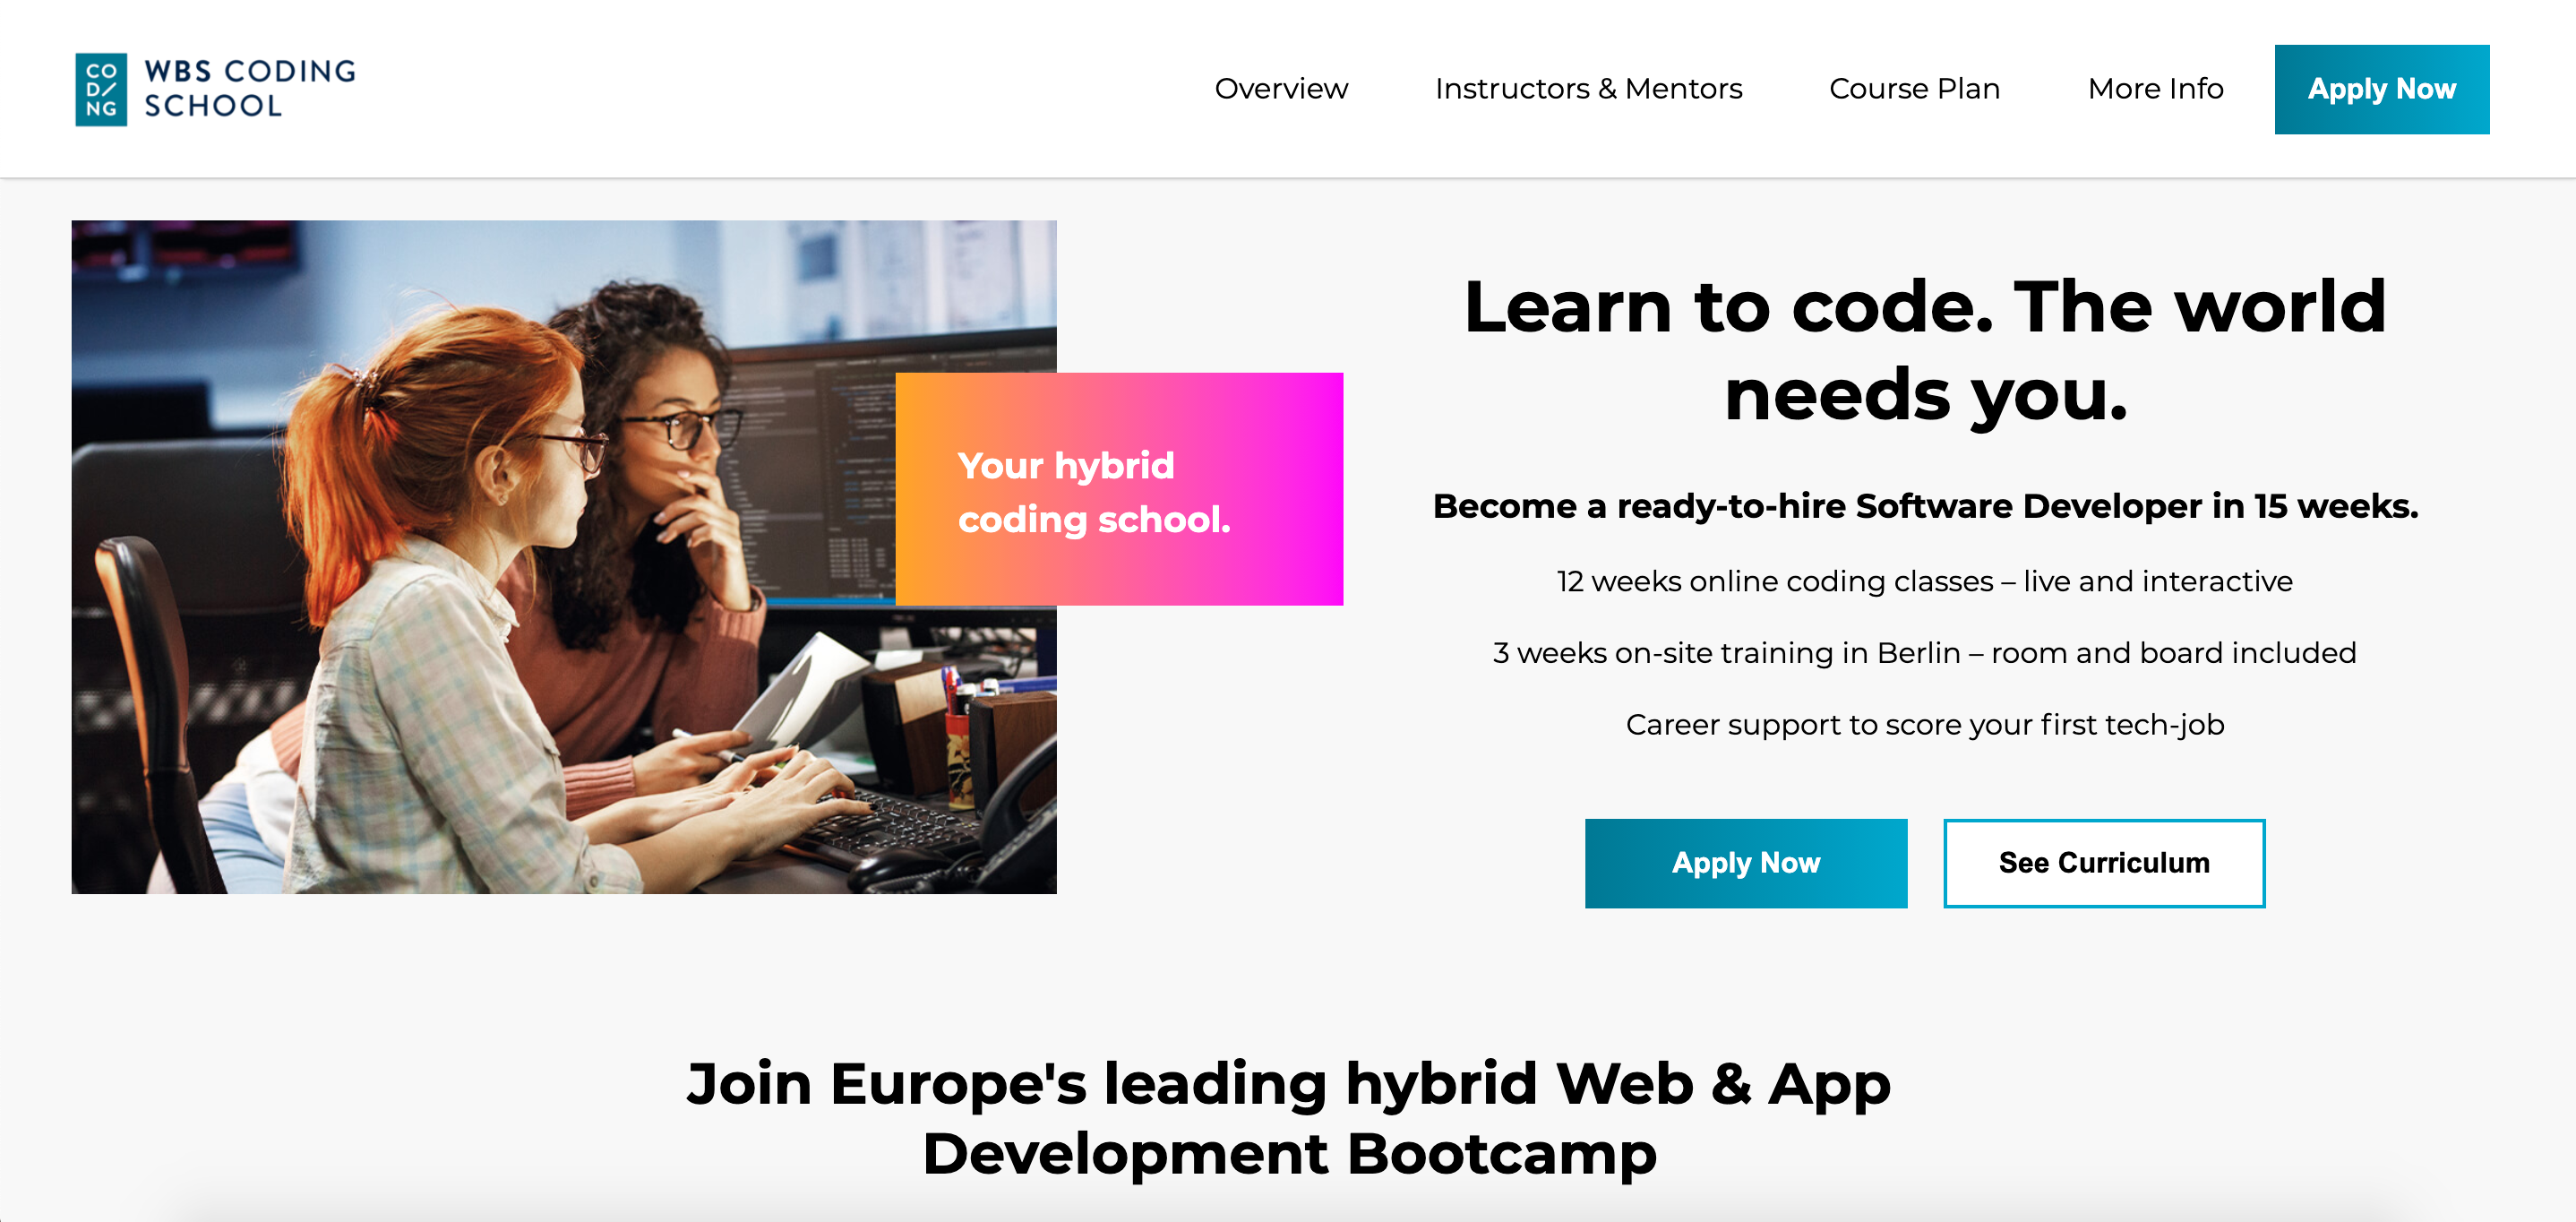 CO
D/
NG
WBS CODING
SCHOOL
Overview
Instructors & Mentors
Course Plan
More Info
Apply Now
Your hybrid
coding school.
Learn to code. The world
needs you.
Become a ready-to-hire Software Developer in 15 weeks.
12 weeks online coding classes – live and interactive
3 weeks on-site training in Berlin – room and board included
Career support to score your first tech-job
Apply Now
See Curriculum
Join Europe's leading hybrid Web & App
Development Bootcamp